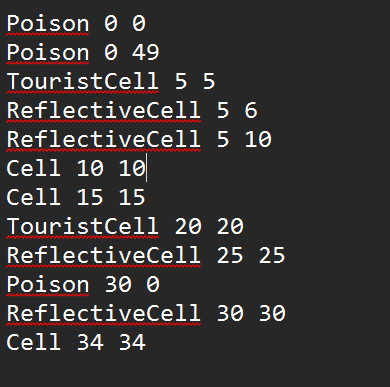 Poison 0 0
Poison 0 49
TouristCell 5 5
ReflectiveCell 5 6
ReflectiveCell 5 10
Cell 10 10
Cell 15 15
TouristCell 20 20
ReflectiveCell 25 25
Poison 30 0
ReflectiveCell 30 30
Cell 34 34